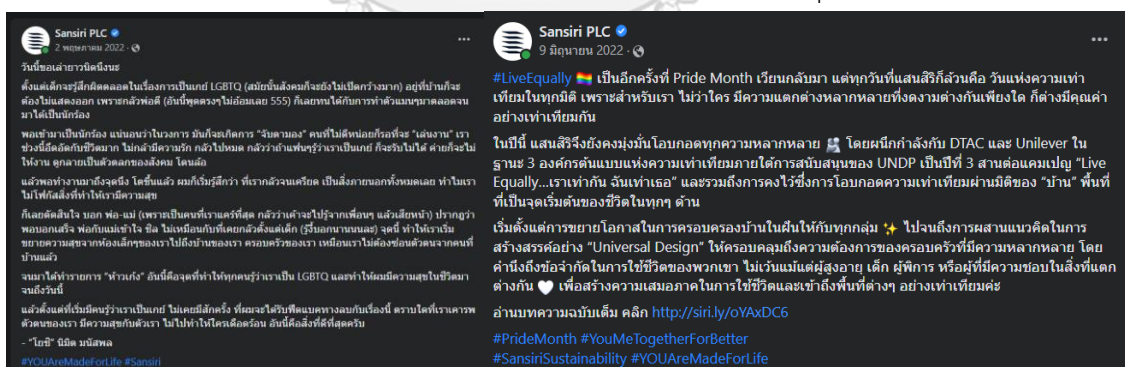 Sansiri PLC
2 พฤษภาคม 2022
วันนี้ขอเล่ายาวนิดนึงนะ
ตั้งแต่เด็กจะรู้สึกผิดตลอดในเรื่องการเป็นเกย์ LGBTQ (สมัยนั้นสังคมก็จะยังไม่เปิดกว้างมาก) อยู่ที่บ้านก็จะ
ต้องไม่แสดงออก เพราะกลัวพ่อตี (อันนี้พูดตรงๆไม่อ้อมเลย 555) ก็เลยทนได้กับการทำตัวแมนๆมาตลอดจน
มาได้เป็นนักร้อง
พอเข้ามาเป็นนักร้อง แน่นอนว่าในวงการ มันก็จะเกิดการ "จับตามอง" คนที่ไม่ดีหน่อยก็รอที่จะ "เล่นงาน" เรา
ช่วงนี้อึดอัดกับชีวิตมาก ไม่กล้ามีความรัก กลัวไปหมด กลัวว่าถ้าแฟนๆรู้ว่าเราเป็นเกย์ ก็จะรับไม่ได้ ค่ายก็จะไม่
ให้งาน ดูกลายเป็นตัวตลกของสังคม โดนล้อ
แล้วพอทำงานมาถึงจุดนึง โตขึ้นแล้ว ผมก็เริ่มรู้สึกว่า ที่เรากลัวจนเครียด เป็นสิ่งภายนอกทั้งหมดเลย ทำไมเรา
ไม่โฟกัสสิ่งที่ทำให้เรามีความสุข
ก็เลยตัดสินใจ บอก พ่อ-แม่ (เพราะเป็นคนที่เราแคร์ที่สุด กลัวว่าเค้าจะไปรู้จากเพื่อนๆ แล้วเสียหน้า) ปรากฏว่า
พอบอกเสร็จ พ่อกับแม่เข้าใจ ชิล ไม่เหมือนกับที่เคยกลัวตั้งแต่เด็ก (รู้งี้บอกนานนนละ) จุดนี้ ทำให้เราเริ่ม
ขยายความสุขจากห้องเล็กๆของเราไปถึงบ้านของเรา ครอบครัวของเรา เหมือนเราไม่ต้องซ่อนตัวตนจากคนที่
บ้านแล้ว
จนมาได้ทำรายการ "หัวเก๋ง" อันนี้คือจุดที่ทำให้ทุกคนรู้ว่าเราเป็น LGBTQ และทำให้ผมมีความสุขในชีวิตมา
จนถึงวันนี้
แล้วตั้งแต่ที่เริ่มมีคนรู้ว่าเราเป็นเกย์ ไม่เคยมีสักครั้ง ที่ผมจะได้รับฟีดแบคทางลบกับเรื่องนี้ ตราบใดที่เราเคารพ
ตัวตนของเรา มีความสุขกับตัวเรา ไม่ไปทำให้ใครเดือดร้อน อันนี้คือสิ่งที่ดีที่สุดครับ
- "โยชิ" นิมิต มนัสพล
#YOUAreMadeForLife #Sansiri
Sansiri PLC
9 มิถุนายน 2022
#LiveEqually 🏳️‍🌈 เป็นอีกครั้งที่ Pride Month เวียนกลับมา แต่ทุกวันที่แสนสิริก็ล้วนคือ วันแห่งความเท่า
เทียมในทุกมิติ เพราะสำหรับเรา ไม่ว่าใคร มีความแตกต่างหลากหลายที่งดงามต่างกันเพียงใด ก็ต่างมีคุณค่า
อย่างเท่าเทียมกัน
ในปีนี้ แสนสิริจึงยังคงมุ่งมั่นโอบกอดทุกความหลากหลาย 🫂 โดยผนึกกำลังกับ DTAC และ Unilever ใน
ฐานะ 3 องค์กรต้นแบบแห่งความเท่าเทียมภายใต้การสนับสนุนของ UNDP เป็นปีที่ 3 สานต่อแคมเปญ "Live
Equally...เราเท่ากัน ฉันเท่าเธอ" และรวมถึงการคงไว้ซึ่งการโอบกอดความเท่าเทียมผ่านมิติของ "บ้าน" พื้นที่
ที่เป็นจุดเริ่มต้นของชีวิตในทุกๆ ด้าน
เริ่มตั้งแต่การขยายโอกาสในการครอบครองบ้านในฝันให้กับทุกกลุ่ม ✨ ไปจนถึงการผสานแนวคิดในการ
สร้างสรรค์อย่าง "Universal Design" ให้ครอบคลุมถึงความต้องการของครอบครัวที่มีความหลากหลาย โดย
คำนึงถึงข้อจำกัดในการใช้ชีวิตของพวกเขา ไม่เว้นแม้แต่ผู้สูงอายุ เด็ก ผู้พิการ หรือผู้ที่มีความชอบในสิ่งที่แตก
ต่างกัน 🤍 เพื่อสร้างความเสมอภาคในการใช้ชีวิตและเข้าถึงพื้นที่ต่างๆ อย่างเท่าเทียมค่ะ
อ่านบทความฉบับเต็ม คลิก http://siri.ly/oYAxDC6
#PrideMonth #YouMeTogetherForBetter
#SansiriSustainability #YOUAreMadeForLife